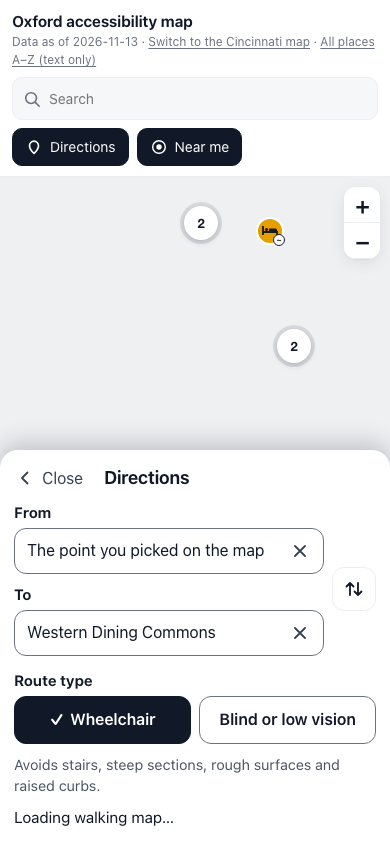 Oxford accessibility map
Data as of 2026-11-13 · Switch to the Cincinnati map · All places
A–Z (text only)
Search
Directions
Near me
2
2
+
−
Close
Directions
From
The point you picked on the map
To
Western Dining Commons
Route type
Wheelchair
Blind or low vision
Avoids stairs, steep sections, rough surfaces and
raised curbs.
Loading walking map...